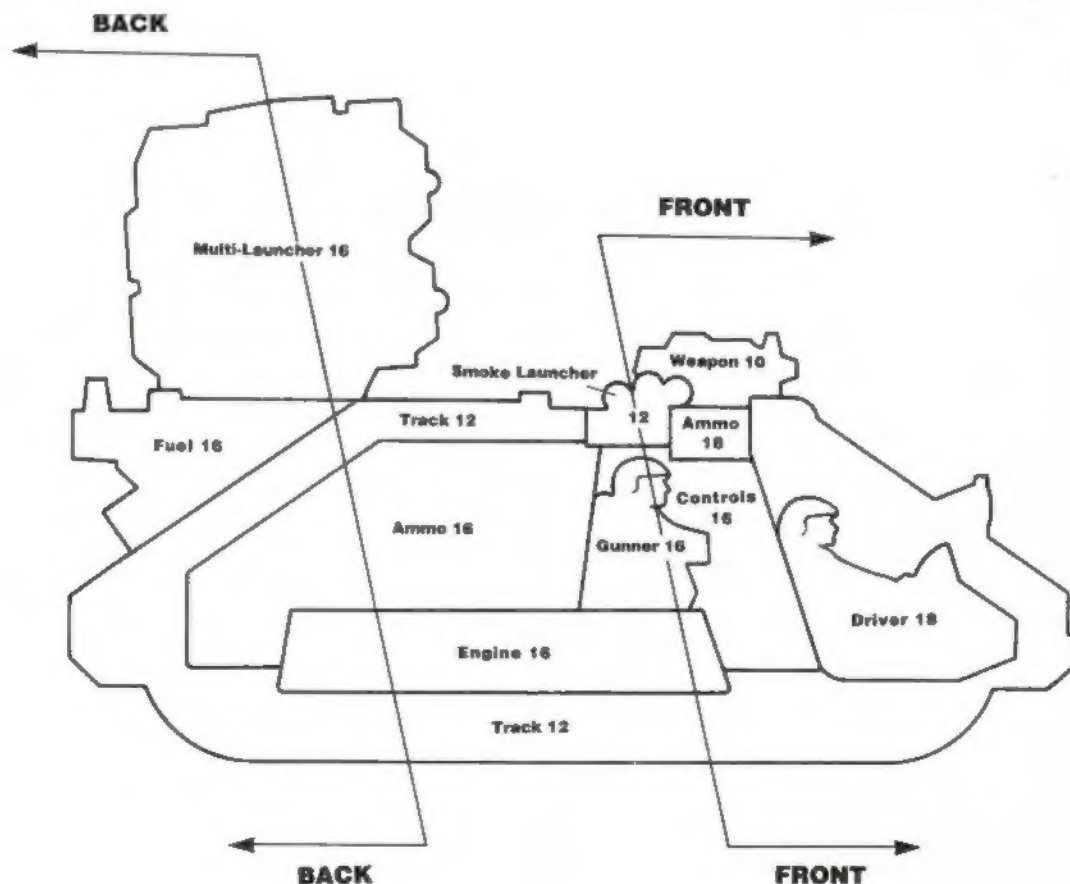 BACK
FRONT
Multi-Launcher 16
Weapon 10
Smoke Launcher
12
Track 12
Ammo
18
Fuel 16
Controls
16
Ammo 16
Gunner 16
Driver 18
Engine 16
Track 12
BACK
FRONT